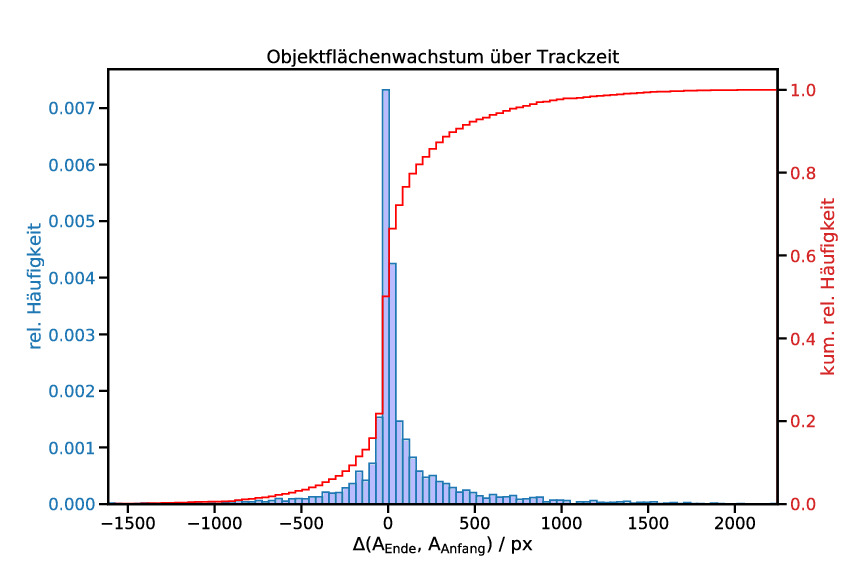 Objektflächenwachstum über Trackzeit
rel. Häufigkeit
0.007
0.006
0.005
0.004
0.003
0.002
0.001
0.000
1.0
0.8
0.6
0.4
0.2
0.0
kum. rel. Häufigkeit
−1500 −1000 −500 0 500 1000 1500 2000
Δ(A_Ende, A_Anfang) / px